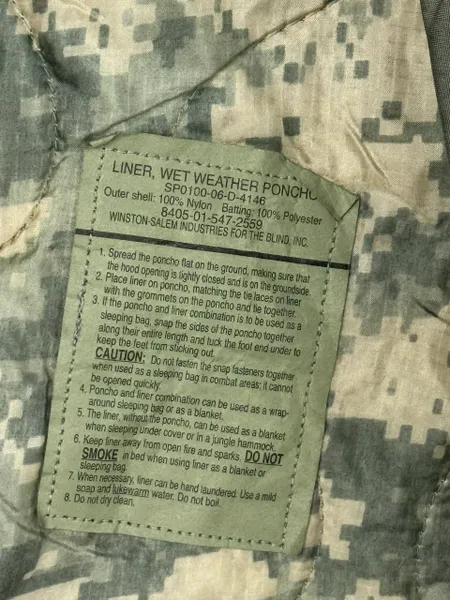 LINER, WET WEATHER PONCHO
SP0100-06-D-4146
Outer shell: 100% Nylon Batting: 100% Polyester
8405-01-547-2559
WINSTON-SALEM INDUSTRIES FOR THE BLIND, INC.
1. Spread the poncho flat on the ground, making sure that
the hood opening is tightly closed and is on the groundside
2. Place liner on poncho, matching the tie laces on liner
with the grommets on the poncho and tie together.
3. If the poncho and liner combination is to be used as a
sleeping bag, snap the sides of the poncho together
along their entire length and tuck the foot end under to
keep the feet from sticking out.
CAUTION: Do not fasten the snap fasteners together
when used as a sleeping bag in combat areas; it cannot
be opened quickly.
4. Poncho and liner combination can be used as a wrap-
around sleeping bag or as a blanket.
5. The liner, without the poncho, can be used as a blanket
when sleeping under cover or in a jungle hammock.
6. Keep liner away from open fire and sparks. DO NOT
SMOKE in bed when using liner as a blanket or
sleeping bag.
7. When necessary, liner can be hand laundered. Use a mild
soap and lukewarm water. Do not boil.
8. Do not dry clean.